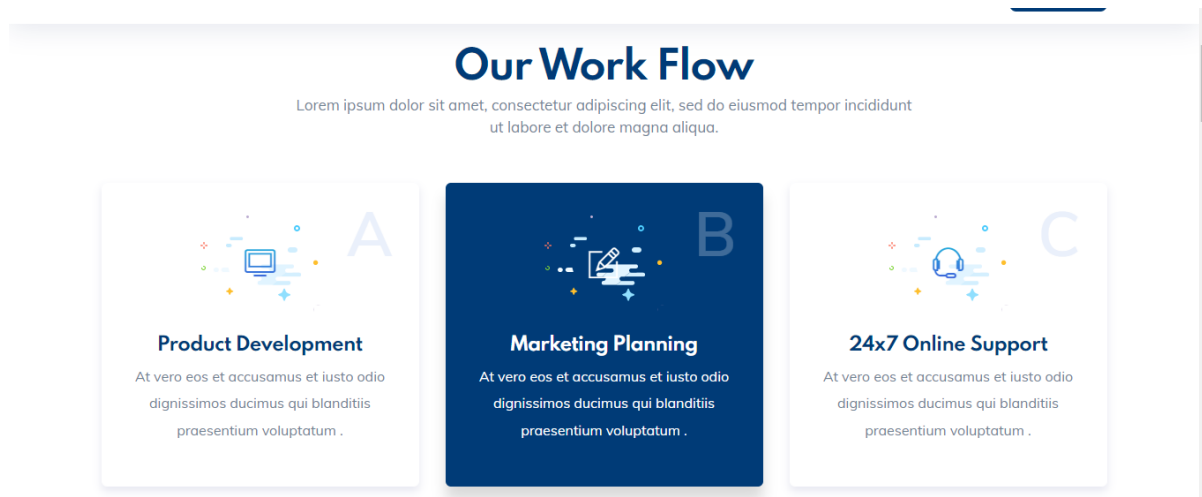 Our Work Flow
Lorem ipsum dolor sit amet, consectetur adipiscing elit, sed do eiusmod tempor incididunt
ut labore et dolore magna aliqua.
A
Product Development
At vero eos et accusamus et iusto odio
dignissimos ducimus qui blanditiis
praesentium voluptatum .
B
Marketing Planning
At vero eos et accusamus et iusto odio
dignissimos ducimus qui blanditiis
praesentium voluptatum .
C
24x7 Online Support
At vero eos et accusamus et iusto odio
dignissimos ducimus qui blanditiis
praesentium voluptatum .